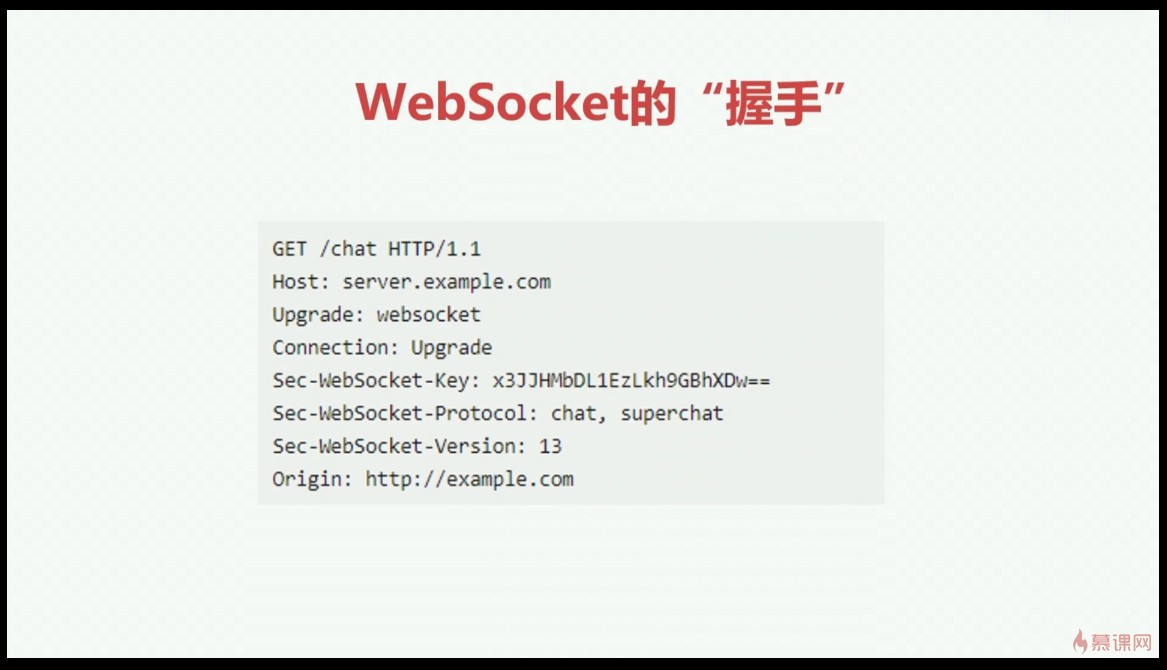 WebSocket的“握手”
GET /chat HTTP/1.1
Host: server.example.com
Upgrade: websocket
Connection: Upgrade
Sec-WebSocket-Key: x3JJHMbDL1EzLkh9GBhXDw==
Sec-WebSocket-Protocol: chat, superchat
Sec-WebSocket-Version: 13
Origin: http://example.com
慕课网